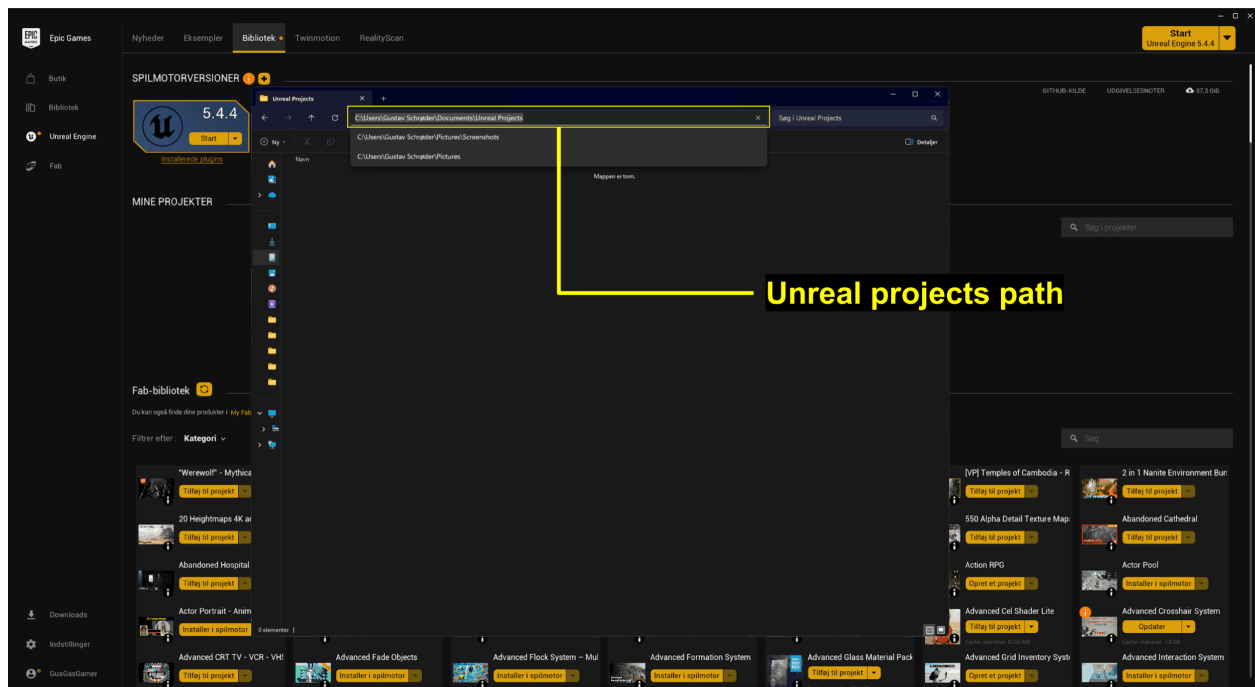 EPIC GAMES
Epic Games
Nyheder
Eksempler
Bibliotek
Twinmotion
RealityScan
Start
Unreal Engine 5.4.4
Butik
Bibliotek
Unreal Engine
Fab
SPILMOTORVERSIONER
5.4.4
Start
Installerede plugins
GITHUB-KILDE
UDGIVELSESNOTER
87,3 GiB
Unreal Projects
C:\Users\Gustav Schrøder\Documents\Unreal Projects
Søg i Unreal Projects
C:\Users\Gustav Schrøder\Pictures\Screenshots
C:\Users\Gustav Schrøder\Pictures
Ny
Detaljer
Navn
Mappen er tom.
MINE PROJEKTER
Søg i projekter
Unreal projects path
Fab-bibliotek
Du kan også finde dine produkter i My Fab
Filtrer efter: Kategori
Søg
"Werewolf" - Mythica
Tilføj til projekt
[VP] Temples of Cambodia - R
Tilføj til projekt
2 in 1 Nanite Environment Bun
Tilføj til projekt
20 Heightmaps 4K an
Tilføj til projekt
550 Alpha Detail Texture Map
Tilføj til projekt
Abandoned Cathedral
Tilføj til projekt
Abandoned Hospital
Tilføj til projekt
Action RPG
Opret et projekt
Actor Pool
Installer i spilmotor
Actor Portrait - Anim
Installer i spilmotor
0 elementer
Advanced Cel Shader Lite
Tilføj til projekt
Advanced Crosshair System
Opdater
Advanced CRT TV - VCR - VHS
Tilføj til projekt
Advanced Fade Objects
Installer i spilmotor
Advanced Flock System – Mul
Installer i spilmotor
Advanced Formation System
Installer i spilmotor
Advanced Glass Material Pack
Tilføj til projekt
Advanced Grid Inventory Syst
Opret et projekt
Advanced Interaction System
Installer i spilmotor
Downloads
Indstillinger
GusGasGamer